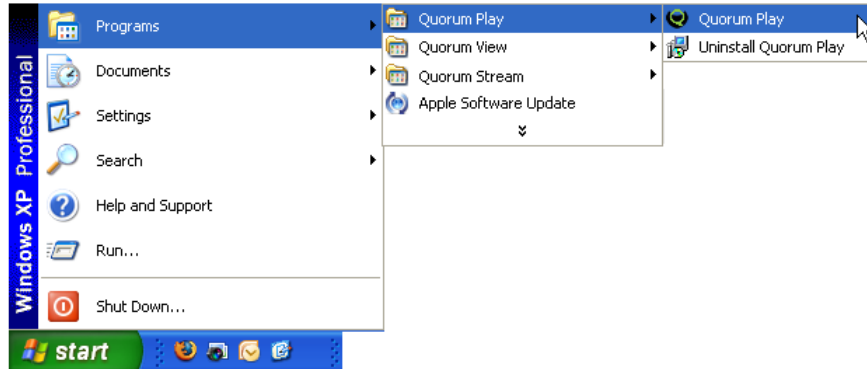 Windows XP Professional
Programs
Documents
Settings
Search
Help and Support
Run...
Shut Down...
start
Quorum Play
Quorum View
Quorum Stream
Apple Software Update
Quorum Play
Uninstall Quorum Play